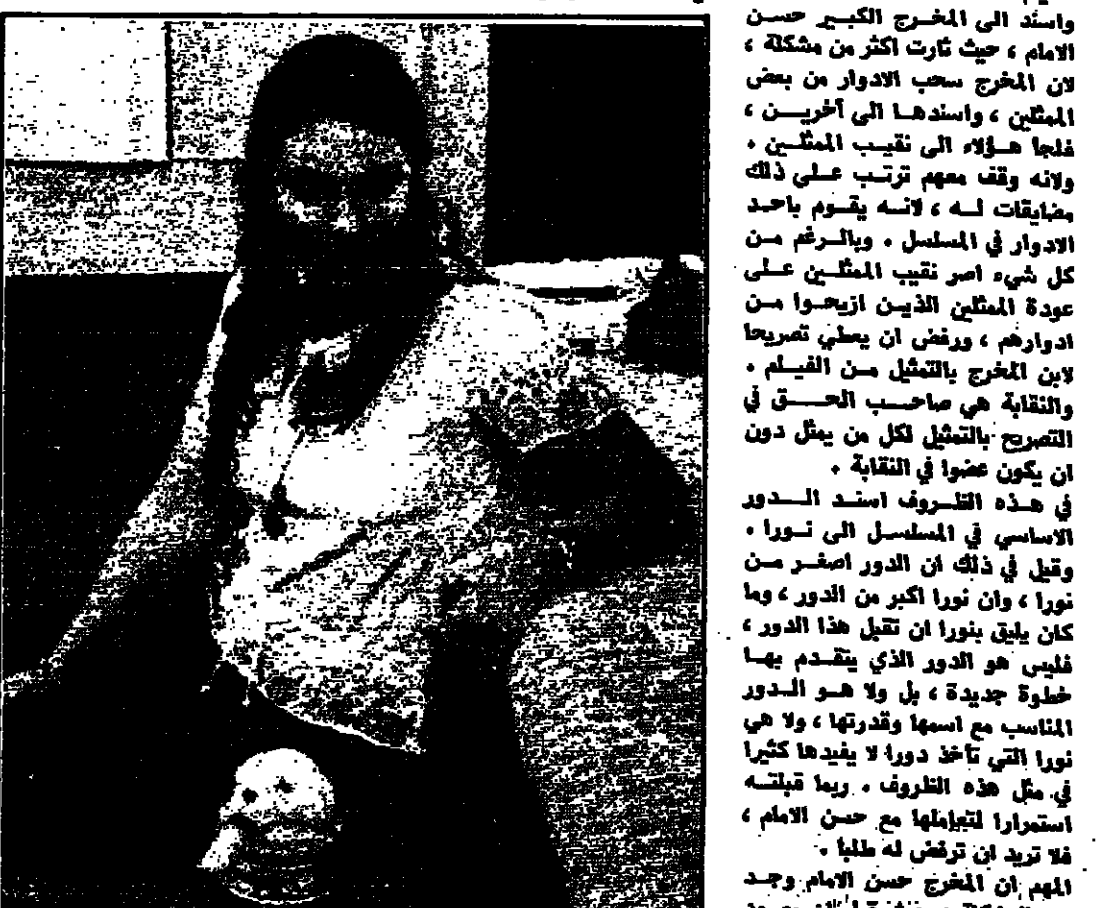 واسند الى المخرج الكبير حسن
الامام ، حيث ثارت اكثر من مشكلة ،
لان المخرج سحب الادوار من بعض
الممثلين ، واسندها الى آخرين ،
فلجا هؤلاء الى نقيب الممثلين .
ولانه وقف معهم ترتب على ذلك
مضايقات له ، لانه يقوم باحد
الادوار في المسلسل . وبالرغم من
كل شيء اصر نقيب الممثلين على
عودة الممثلين الذين ازيحوا من
ادوارهم ، ورفض ان يعطي تصريحا
لابن المخرج بالتمثيل من الفيلم .
والنقابة هي صاحب الحق في
التصريح بالتمثيل لكل من يمثل دون
ان يكون عضوا في النقابة .
في هذه الظروف اسند الدور
الاساسي في المسلسل الى نورا .
وقيل في ذلك ان الدور اصغر من
نورا ، وان نورا اكبر من الدور ، وما
كان يليق بنورا ان تقبل هذا الدور ،
فليس هو الدور الذي يتقدم بها
خطوة جديدة ، بل ولا هو الدور
المناسب مع اسمها وقدرتها ، ولا هي
نورا التي تأخذ دورا لا يفيدها كثيرا
في مثل هذه الظروف . ربما قبلته
استمرارا لتعاملها مع حسن الامام ،
فلا تريد ان ترفض له طلبا .
المهم ان المخرج حسن الامام وجد